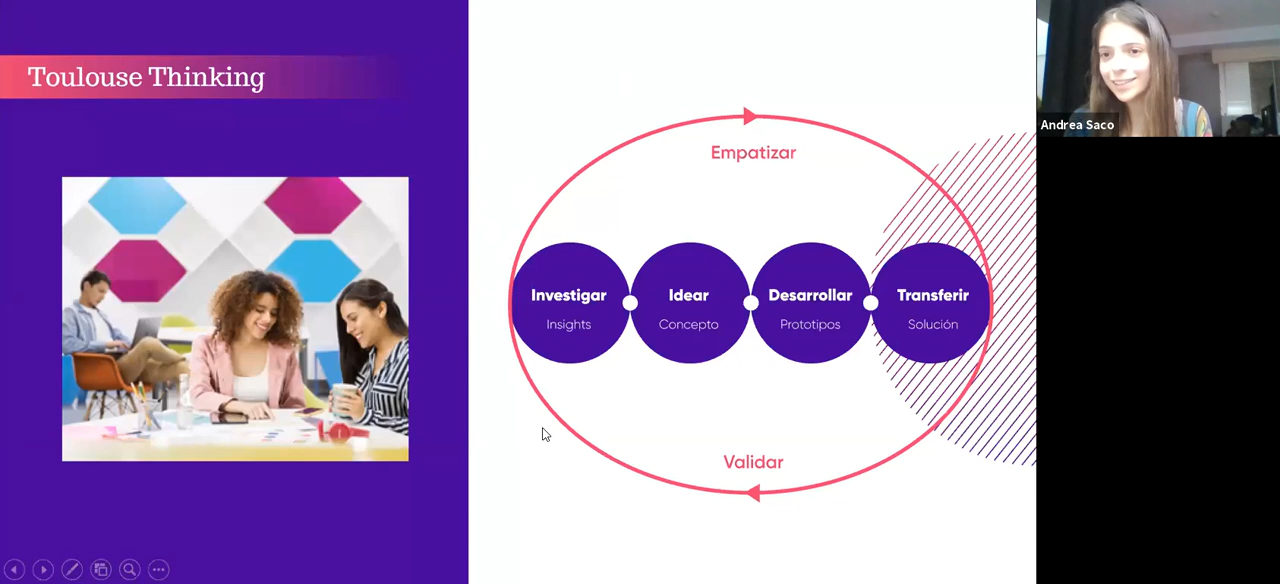 Toulouse Thinking
Empatizar
Investigar
Insights
Idear
Concepto
Desarrollar
Prototipos
Transferir
Solución
Validar
Andrea Saco